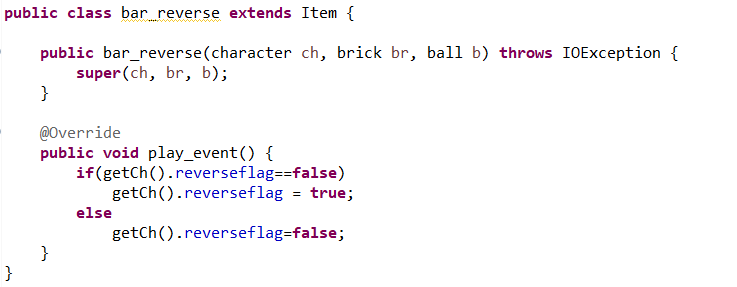 public class bar_reverse extends Item {
public bar_reverse(character ch, brick br, ball b) throws IOException {
super(ch, br, b);
}
@Override
public void play_event() {
if(getCh().reverseflag==false)
getCh().reverseflag = true;
else
getCh().reverseflag=false;
}
}